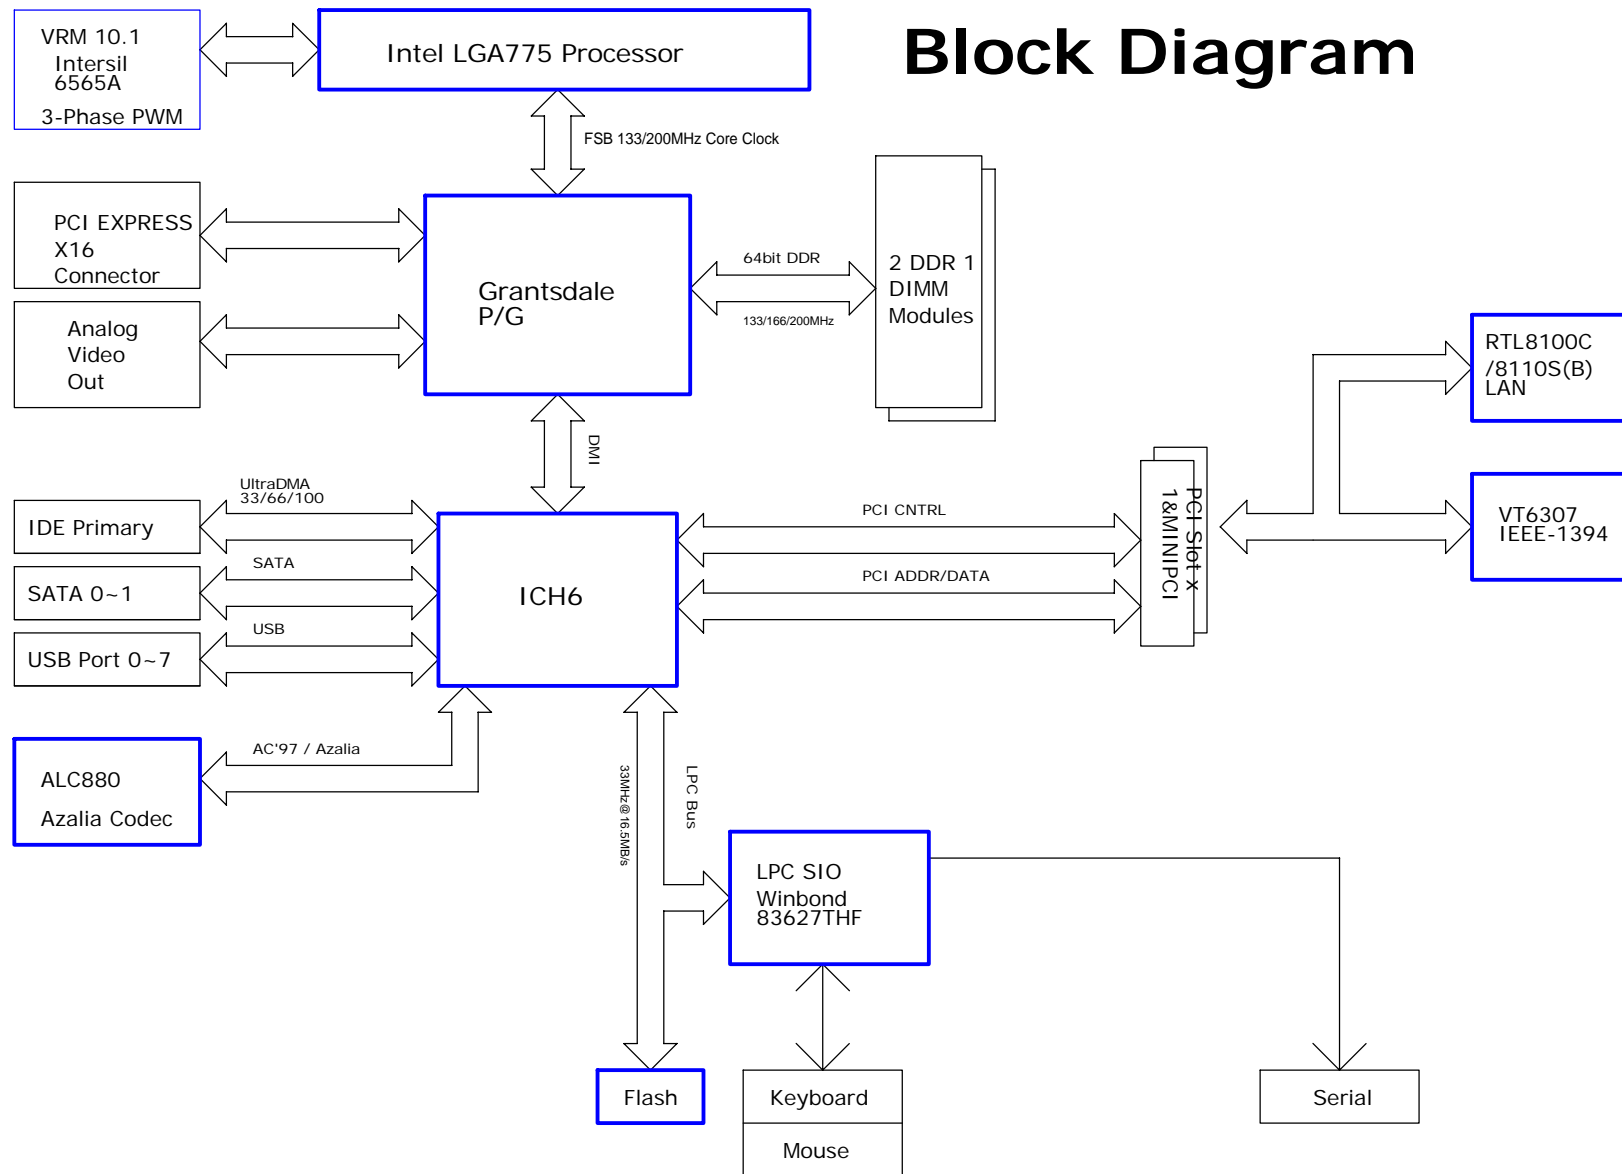 Block Diagram
VRM 10.1
Intersil
6565A
3-Phase PWM
Intel LGA775 Processor
FSB 133/200MHz Core Clock
PCI EXPRESS
X16
Connector
Analog
Video
Out
Grantsdale
P/G
64bit DDR
133/166/200MHz
2 DDR 1
DIMM
Modules
RTL8100C
/8110S(B)
LAN
DMI
UltraDMA
33/66/100
IDE Primary
SATA
SATA 0~1
USB
USB Port 0~7
ICH6
PCI CNTRL
PCI ADDR/DATA
PCI Slot x
1&MINIPCI
VT6307
IEEE-1394
AC'97 / Azalia
ALC880
Azalia Codec
33MHz@16.5MB/s
LPC Bus
LPC SIO
Winbond
83627THF
Flash
Keyboard
Mouse
Serial